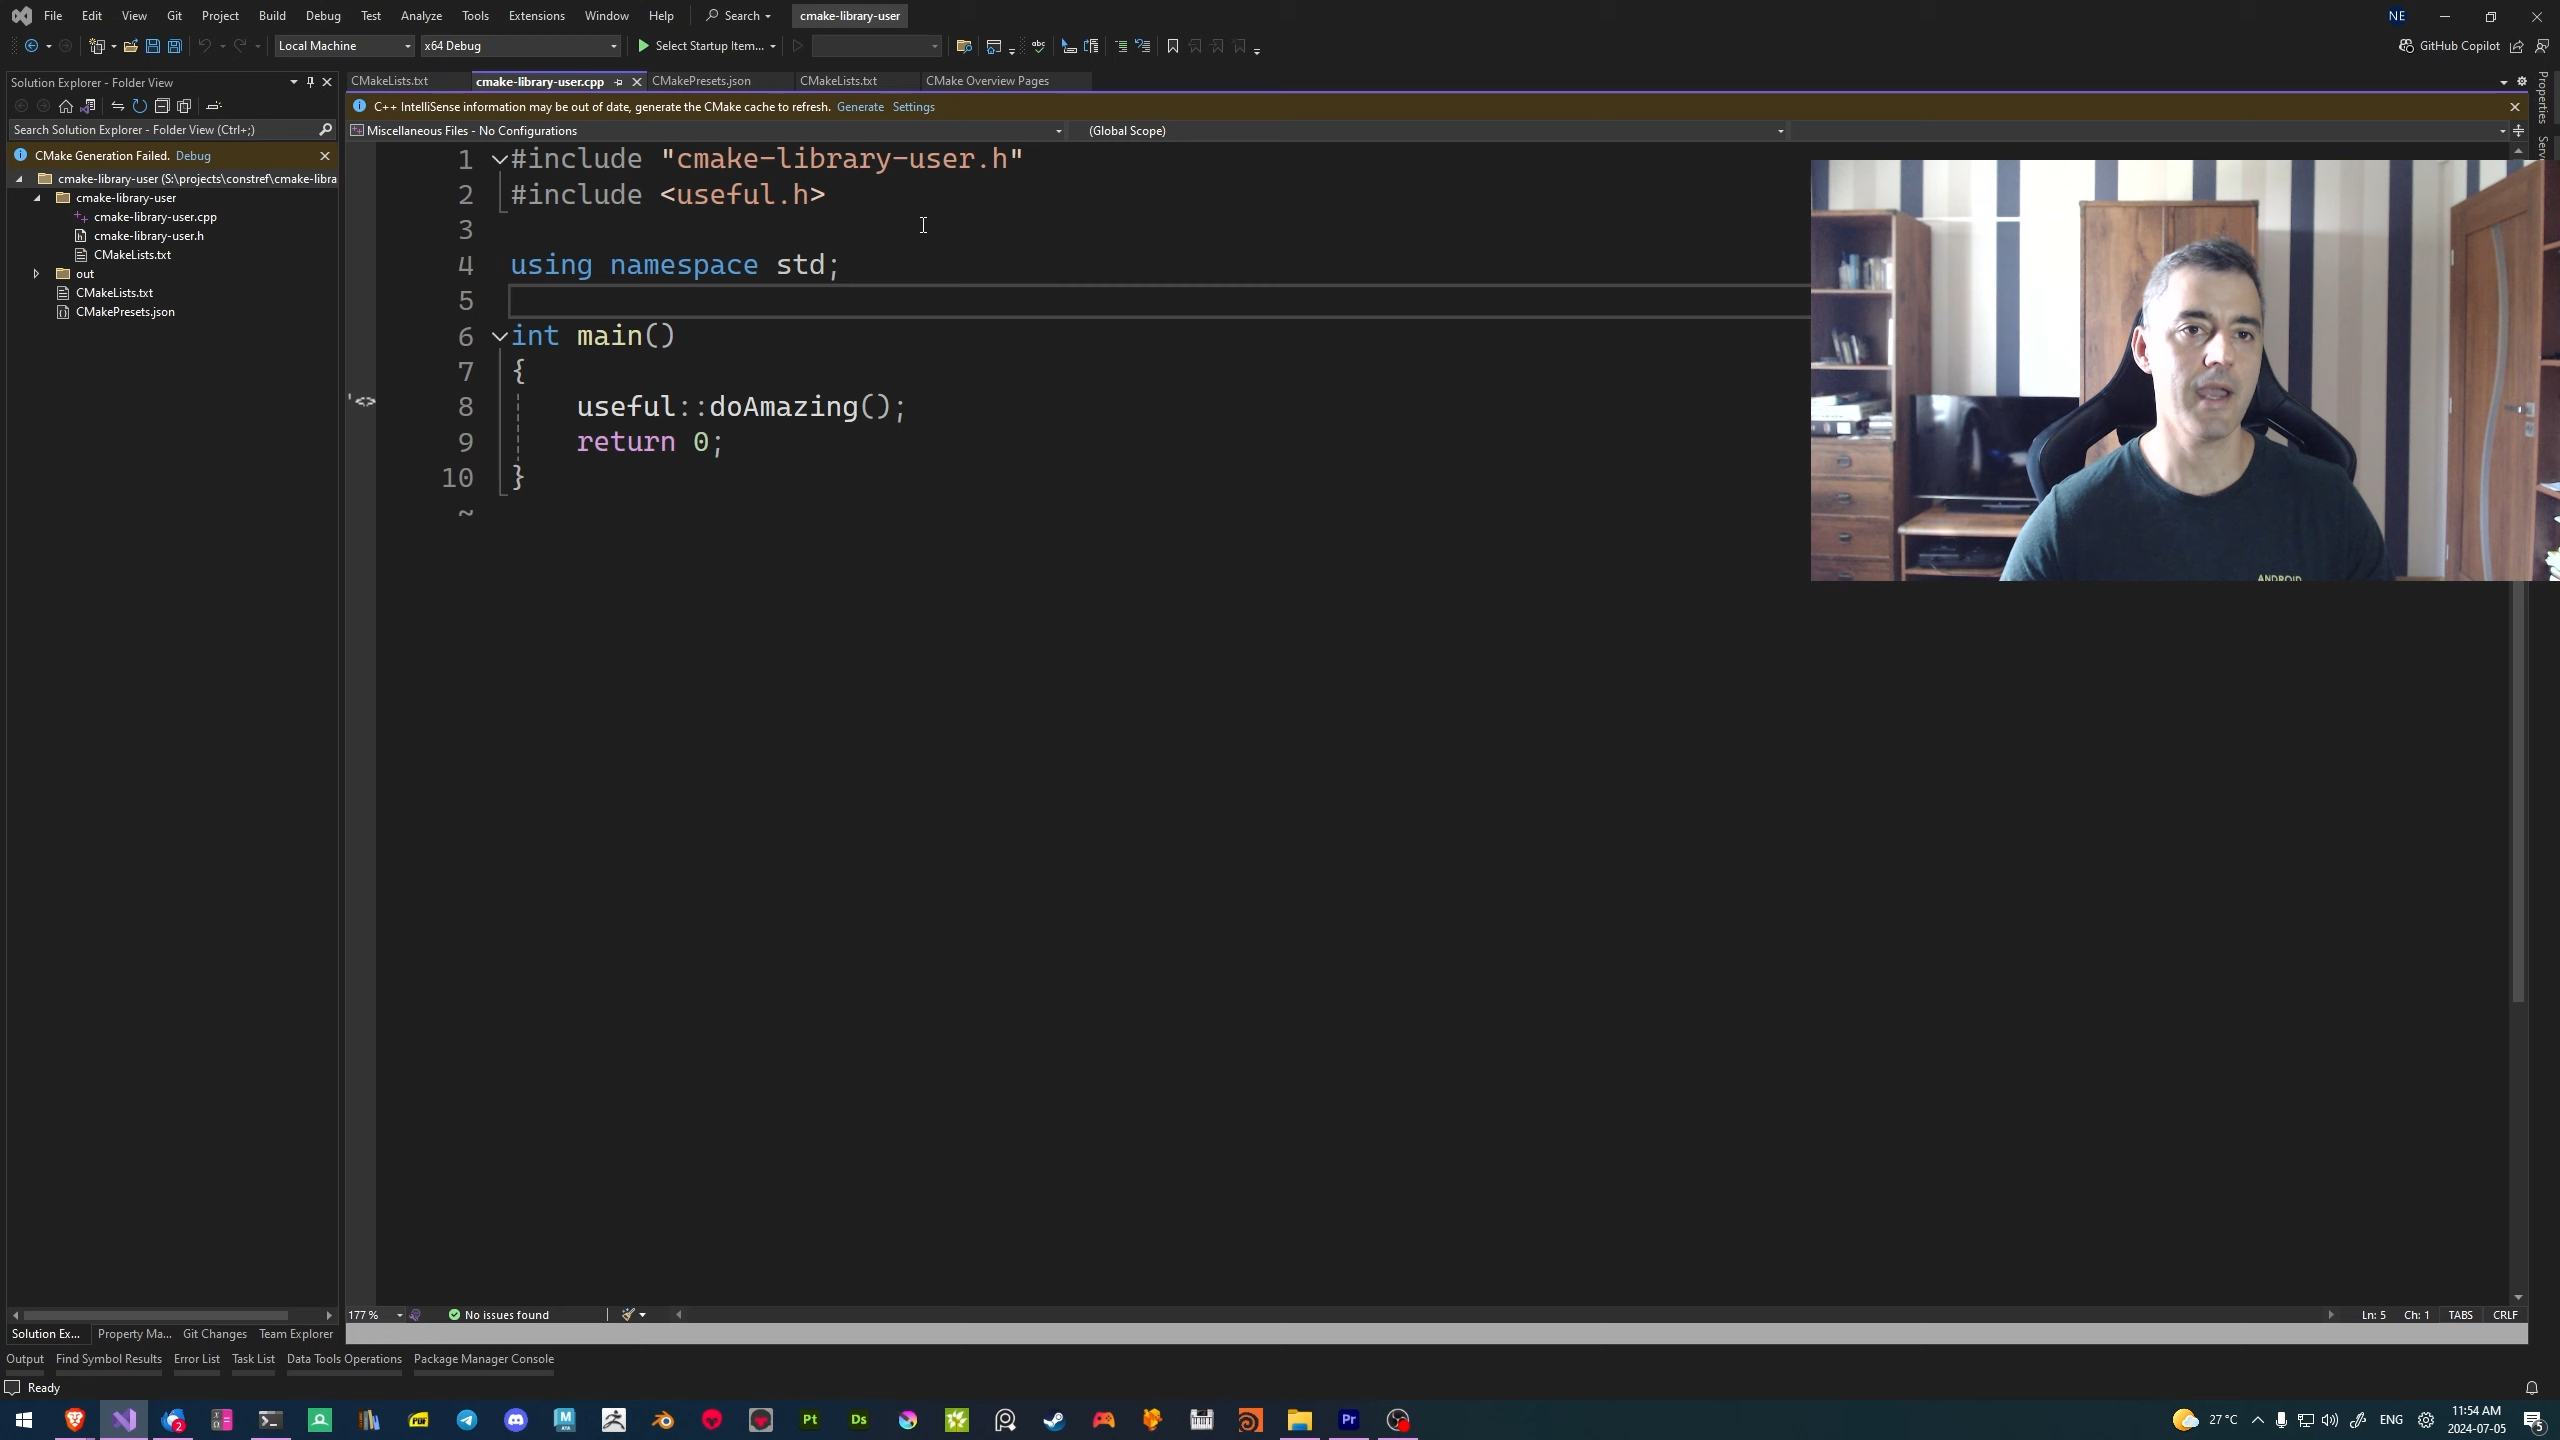 File Edit View Git Project Build Debug Test Analyze Tools Extensions Window Help Search cmake-library-user NE
Local Machine x64 Debug Select Startup Item... GitHub Copilot
Solution Explorer - Folder View
CMakeLists.txt cmake-library-user.cpp CMakePresets.json CMakeLists.txt CMake Overview Pages
C++ IntelliSense information may be out of date, generate the CMake cache to refresh. Generate Settings
Search Solution Explorer - Folder View (Ctrl+;)
Miscellaneous Files - No Configurations (Global Scope)
CMake Generation Failed. Debug
cmake-library-user (S:\projects\constref\cmake-libra
cmake-library-user
cmake-library-user.cpp
cmake-library-user.h
CMakeLists.txt
out
CMakeLists.txt
CMakePresets.json
1 #include "cmake-library-user.h"
2 #include <useful.h>
3
4 using namespace std;
5
6 int main()
7 {
8 useful::doAmazing();
9 return 0;
10 }
~
Properties
ANDROID
177 % No issues found Ln: 5 Ch: 1 TABS CRLF
Solution Ex... Property Ma... Git Changes Team Explorer
Output Find Symbol Results Error List Task List Data Tools Operations Package Manager Console
Ready
27°C ENG 11:54 AM
2024-07-05